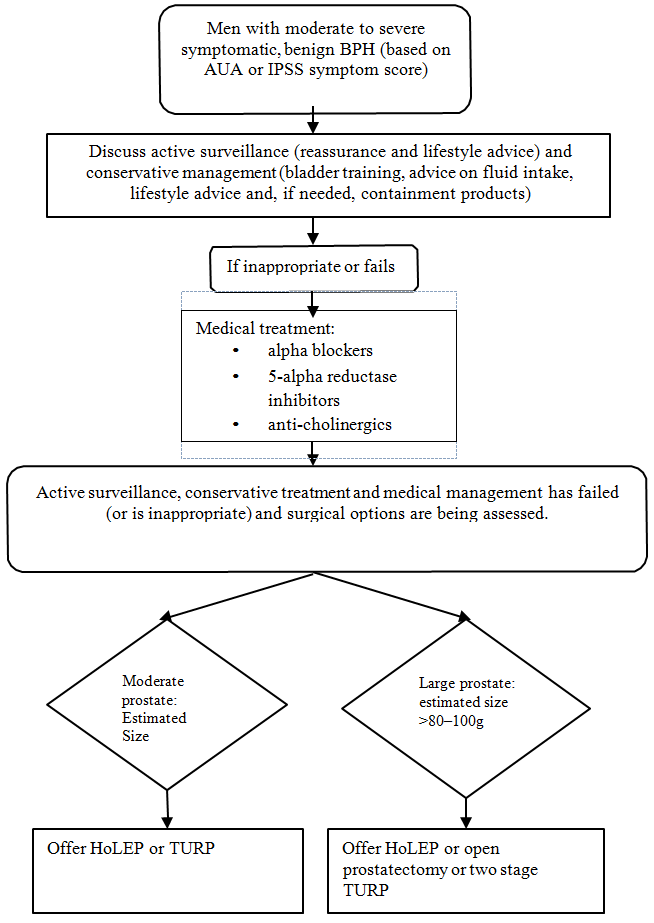 Men with moderate to severe
symptomatic, benign BPH (based on
AUA or IPSS symptom score)
Discuss active surveillance (reassurance and lifestyle advice) and
conservative management (bladder training, advice on fluid intake,
lifestyle advice and, if needed, containment products)
If inappropriate or fails
Medical treatment:
• alpha blockers
• 5-alpha reductase
inhibitors
• anti-cholinergics
Active surveillance, conservative treatment and medical management has failed
(or is inappropriate) and surgical options are being assessed.
Moderate
prostate:
Estimated
Size
Large prostate:
estimated size
>80–100g
Offer HoLEP or TURP
Offer HoLEP or open
prostatectomy or two stage
TURP